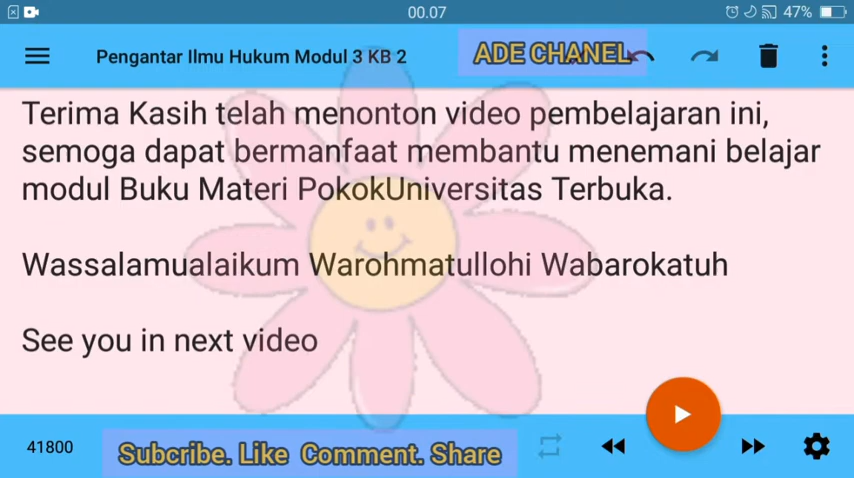 00.07
47%
Pengantar Ilmu Hukum Modul 3 KB 2
ADE CHANEL
Terima Kasih telah menonton video pembelajaran ini,
semoga dapat bermanfaat membantu menemani belajar
modul Buku Materi PokokUniversitas Terbuka.
Wassalamualaikum Warohmatullohi Wabarokatuh
See you in next video
41800
Subcribe. Like Comment. Share